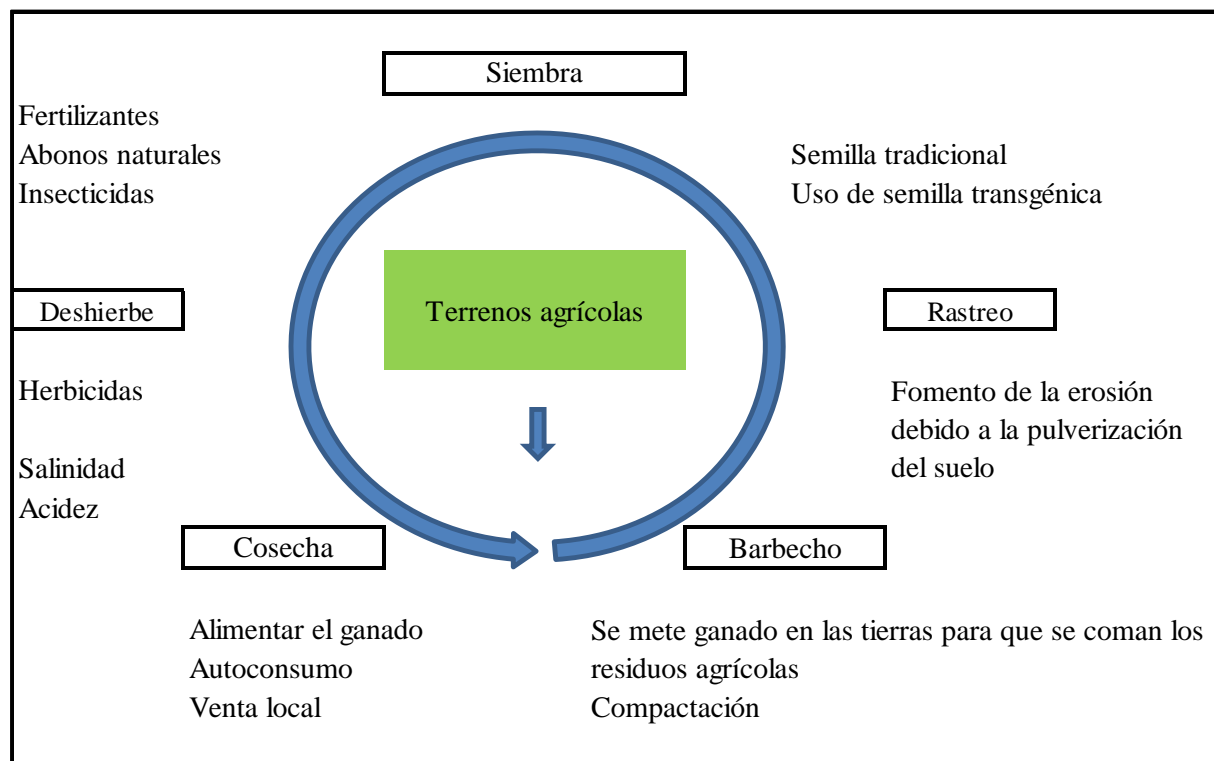 Siembra
Fertilizantes
Abonos naturales
Insecticidas
Semilla tradicional
Uso de semilla transgénica
Terrenos agrícolas
Deshierbe
Rastreo
Herbicidas
Salinidad
Acidez
Fomento de la erosión
debido a la pulverización
del suelo
Cosecha
Barbecho
Alimentar el ganado
Autoconsumo
Venta local
Se mete ganado en las tierras para que se coman los
residuos agrícolas
Compactación